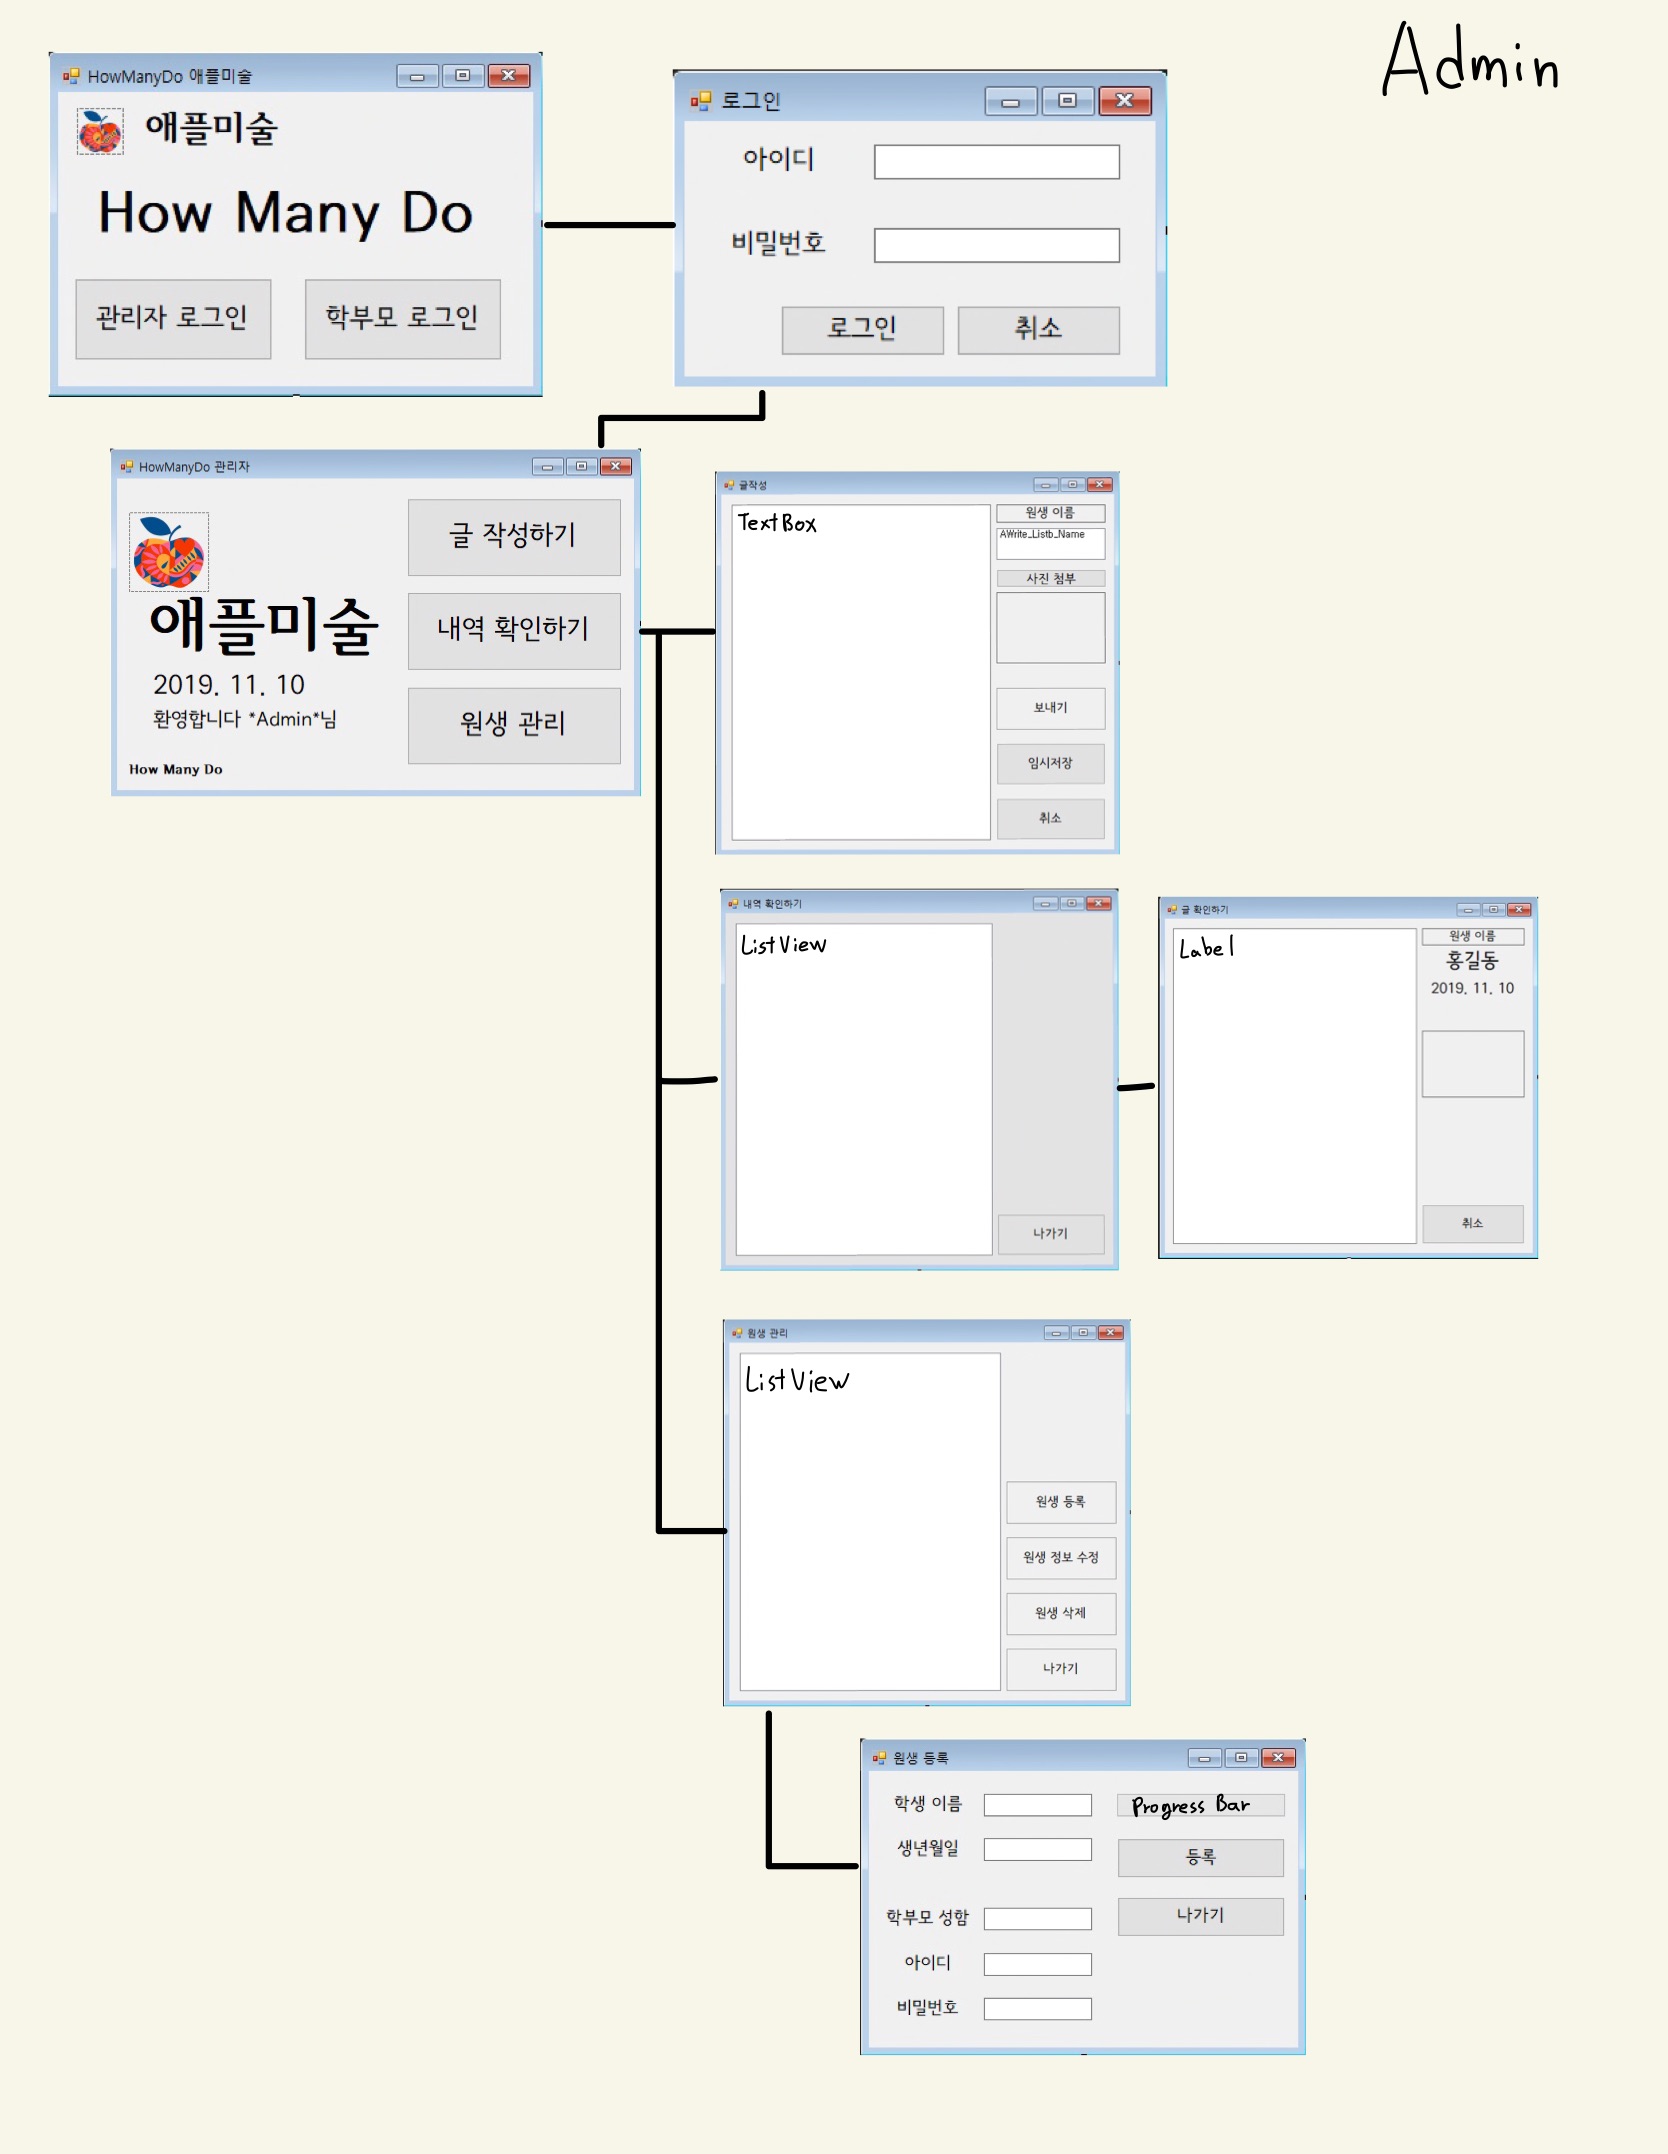 Admin
HowManyDo 애플미술
애플미술
How Many Do
관리자 로그인
학부모 로그인
로그인
아이디
비밀번호
로그인
취소
HowManyDo 관리자
애플미술
2019. 11. 10
환영합니다 *Admin*님
How Many Do
글 작성하기
내역 확인하기
원생 관리
글작성
TextBox
원생 이름
AWrite_Listb_Name
사진 첨부
보내기
임시저장
취소
내역 확인하기
ListView
나가기
글 확인하기
Label
원생 이름
홍길동
2019. 11. 10
취소
원생 관리
ListView
원생 등록
원생 정보 수정
원생 삭제
나가기
원생 등록
학생 이름
생년월일
학부모 성함
아이디
비밀번호
Progress Bar
등록
나가기